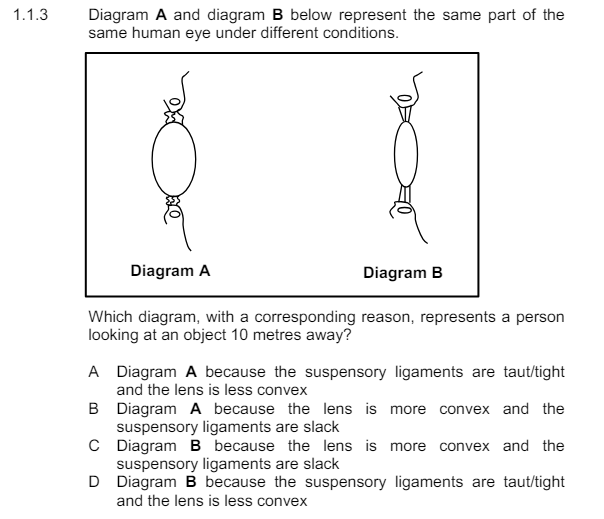 1.1.3 Diagram A and diagram B below represent the same part of the
same human eye under different conditions.
Diagram A
Diagram B
Which diagram, with a corresponding reason, represents a person
looking at an object 10 metres away?
A Diagram A because the suspensory ligaments are taut/tight
and the lens is less convex
B Diagram A because the lens is more convex and the
suspensory ligaments are slack
C Diagram B because the lens is more convex and the
suspensory ligaments are slack
D Diagram B because the suspensory ligaments are taut/tight
and the lens is less convex